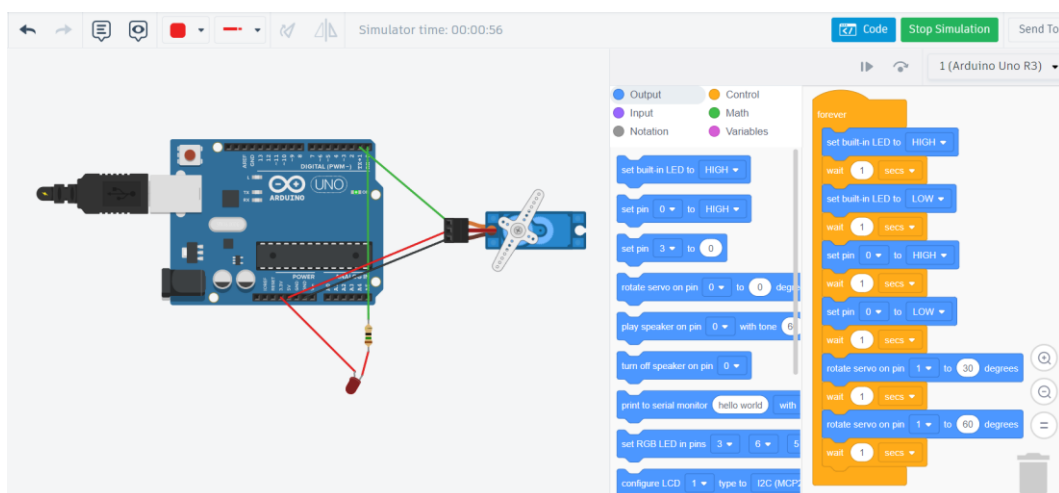 Simulator time: 00:00:56
Code
Stop Simulation
Send To
1 (Arduino Uno R3)
Output
Control
Input
Math
Notation
Variables
set built-in LED to HIGH
set pin 0 to HIGH
set pin 3 to 0
rotate servo on pin 0 to 0 degre
play speaker on pin 0 with tone 6
turn off speaker on pin 0
print to serial monitor hello world with
set RGB LED in pins 3 6 5
configure LCD 1 type to I2C (MCP2
forever
set built-in LED to HIGH
wait 1 secs
set built-in LED to LOW
wait 1 secs
set pin 0 to HIGH
wait 1 secs
set pin 0 to LOW
wait 1 secs
rotate servo on pin 1 to 30 degrees
wait 1 secs
rotate servo on pin 1 to 60 degrees
wait 1 secs
DIGITAL (PWM~)
UNO
ARDUINO
L
TX
RX
POWER